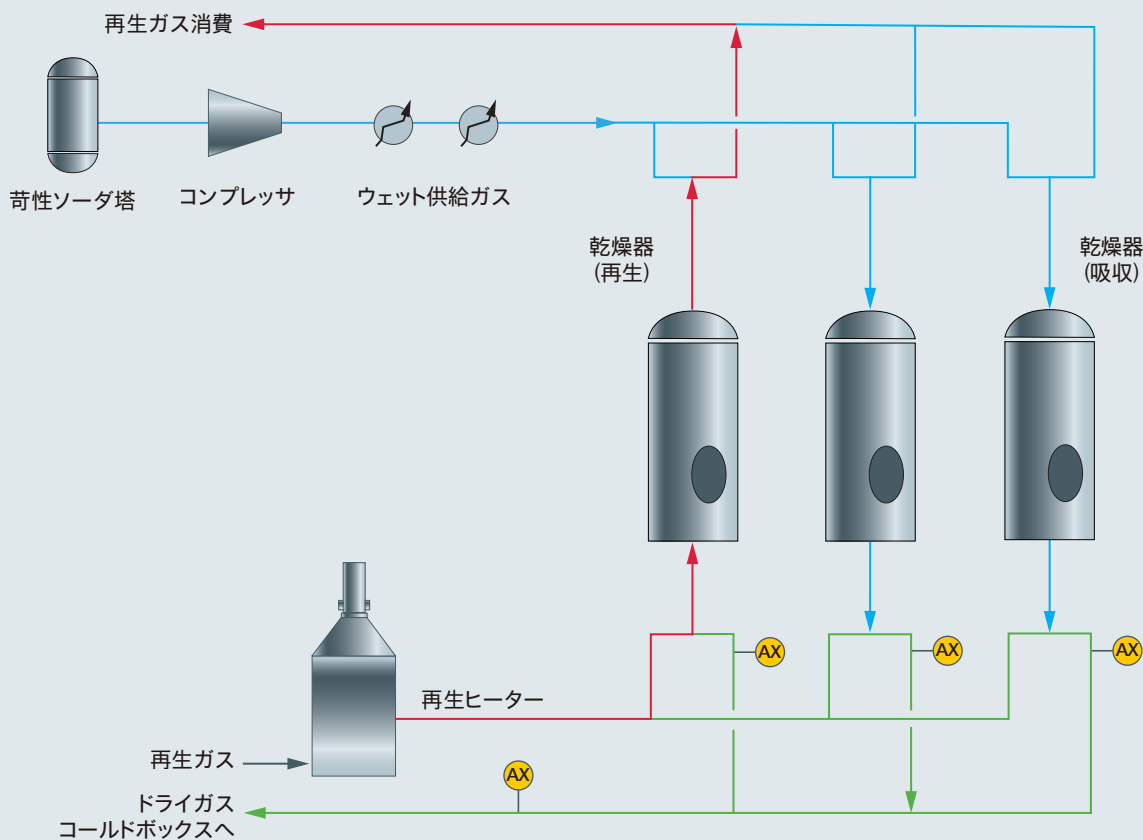 再生ガス消費
苛性ソーダ塔
コンプレッサ
ウェット供給ガス
乾燥器
(再生)
乾燥器
(吸収)
AX
AX
AX
再生ヒーター
再生ガス
AX
ドライガス
コールドボックスへ